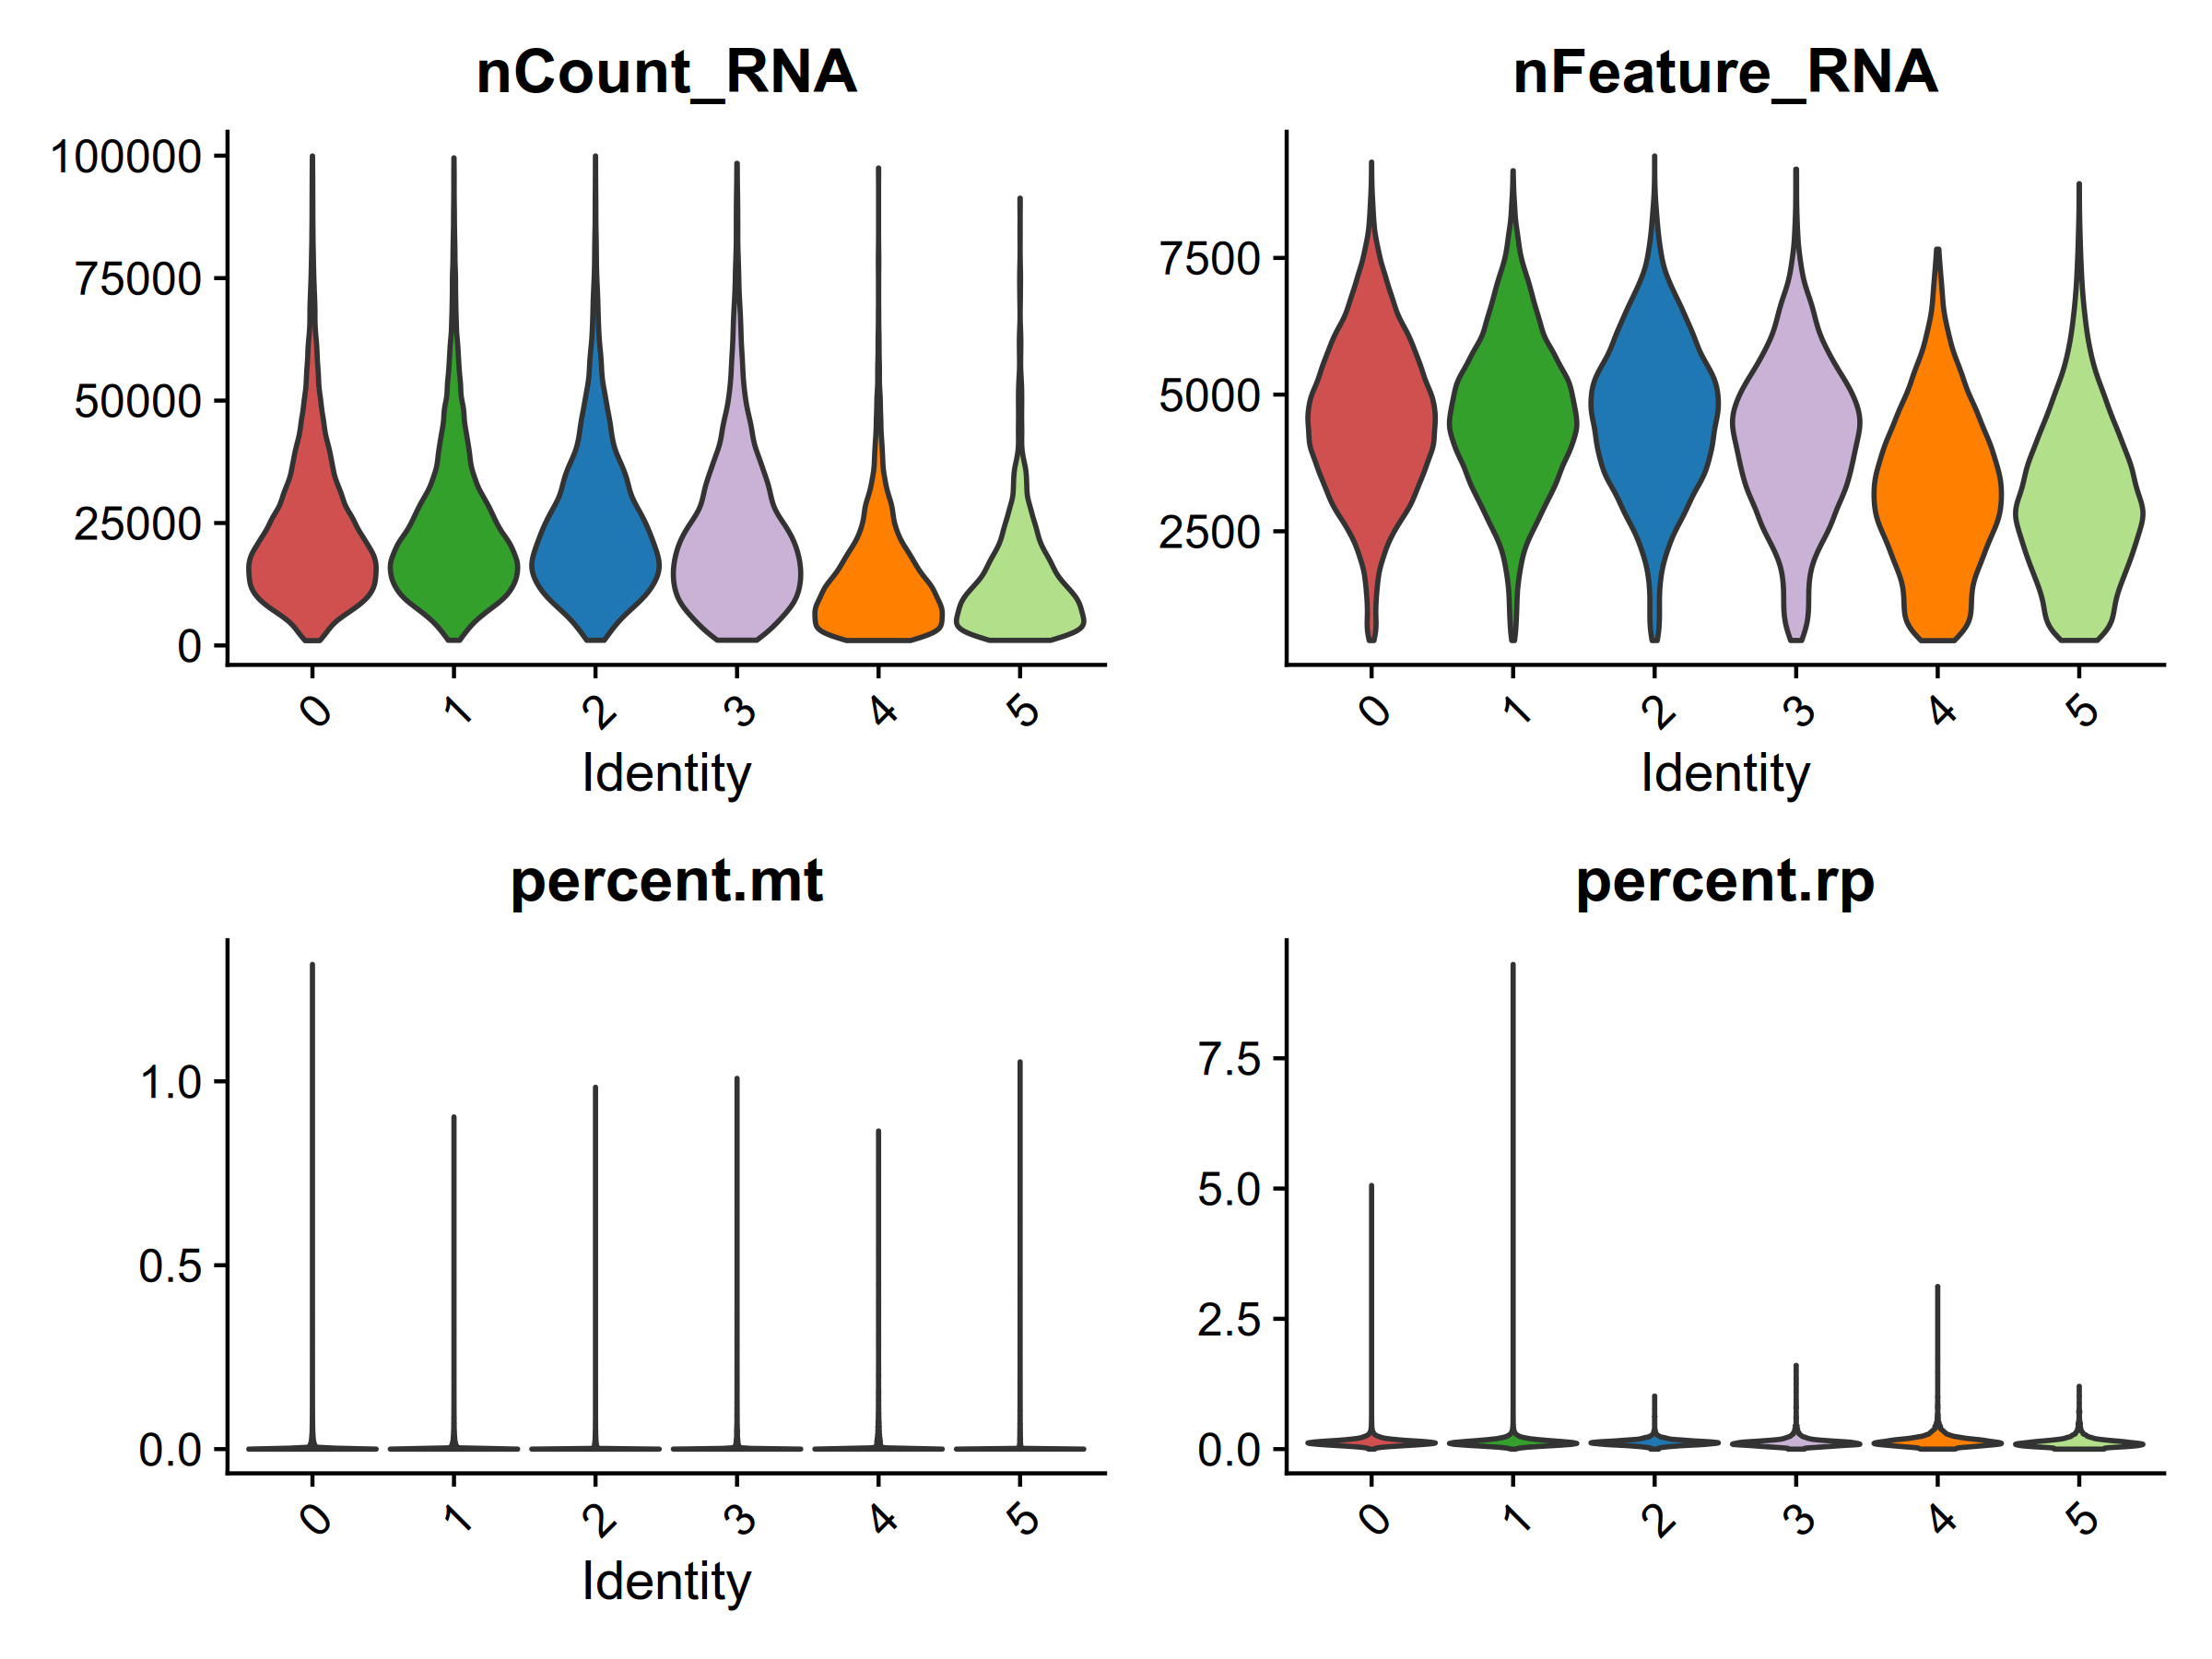 nCount_RNA
100000
75000
50000
25000
0
0 1 2 3 4 5
Identity
nFeature_RNA
7500
5000
2500
0 1 2 3 4 5
Identity
percent.mt
1.0
0.5
0.0
0 1 2 3 4 5
Identity
percent.rp
7.5
5.0
2.5
0.0
0 1 2 3 4 5